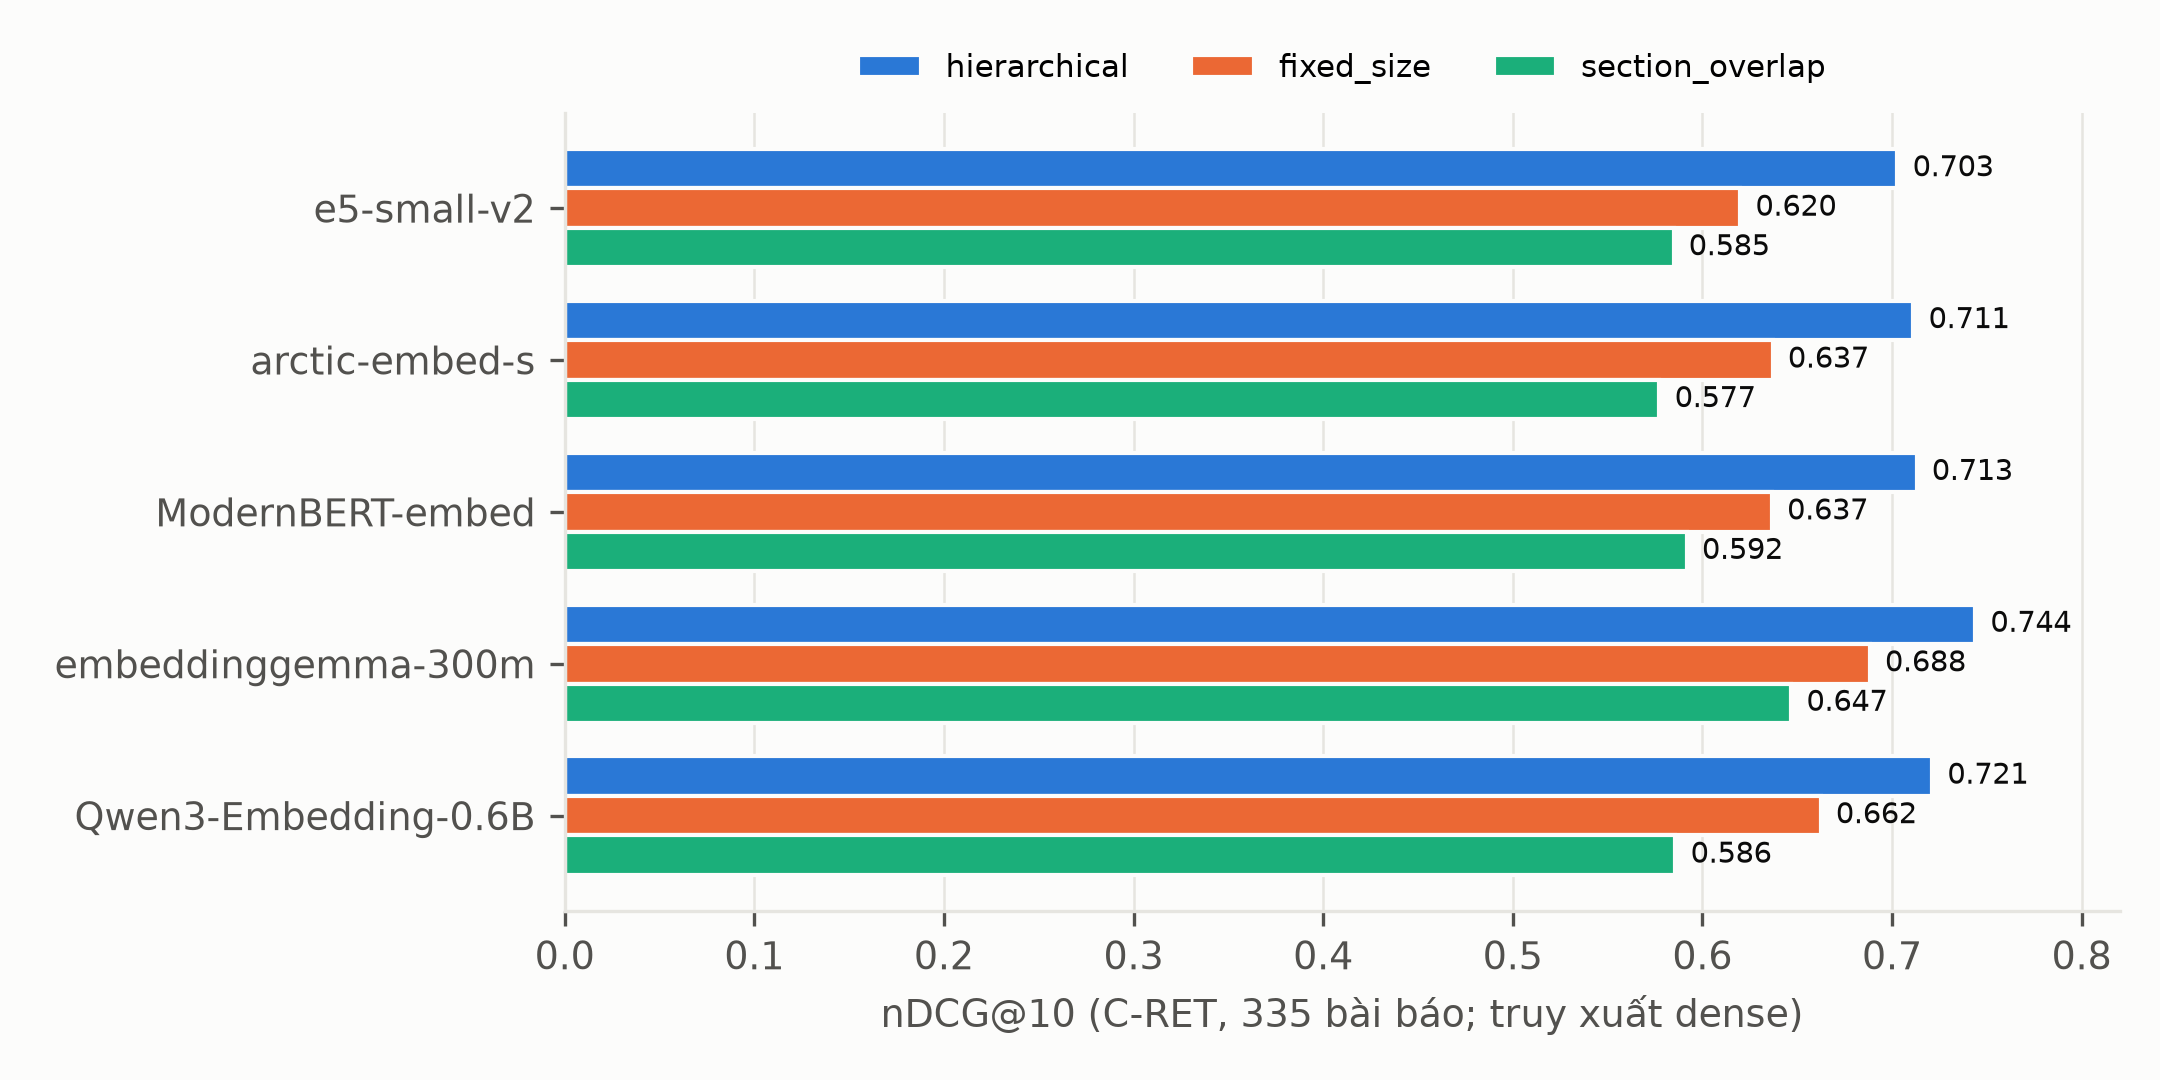 hierarchical fixed_size section_overlap
e5-small-v2
0.703
0.620
0.585
arctic-embed-s
0.711
0.637
0.577
ModernBERT-embed
0.713
0.637
0.592
embeddinggemma-300m
0.744
0.688
0.647
Qwen3-Embedding-0.6B
0.721
0.662
0.586
0.0 0.1 0.2 0.3 0.4 0.5 0.6 0.7 0.8
nDCG@10 (C-RET, 335 bài báo; truy xuất dense)